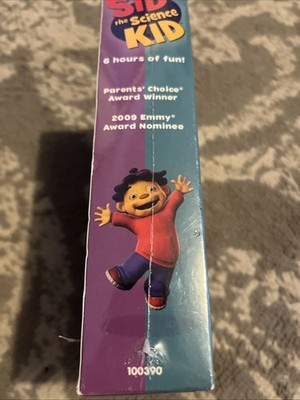 SID
the Science
KID
6 hours of fun!
Parents' Choice®
Award Winner
2009 Emmy®
Award Nominee
100390